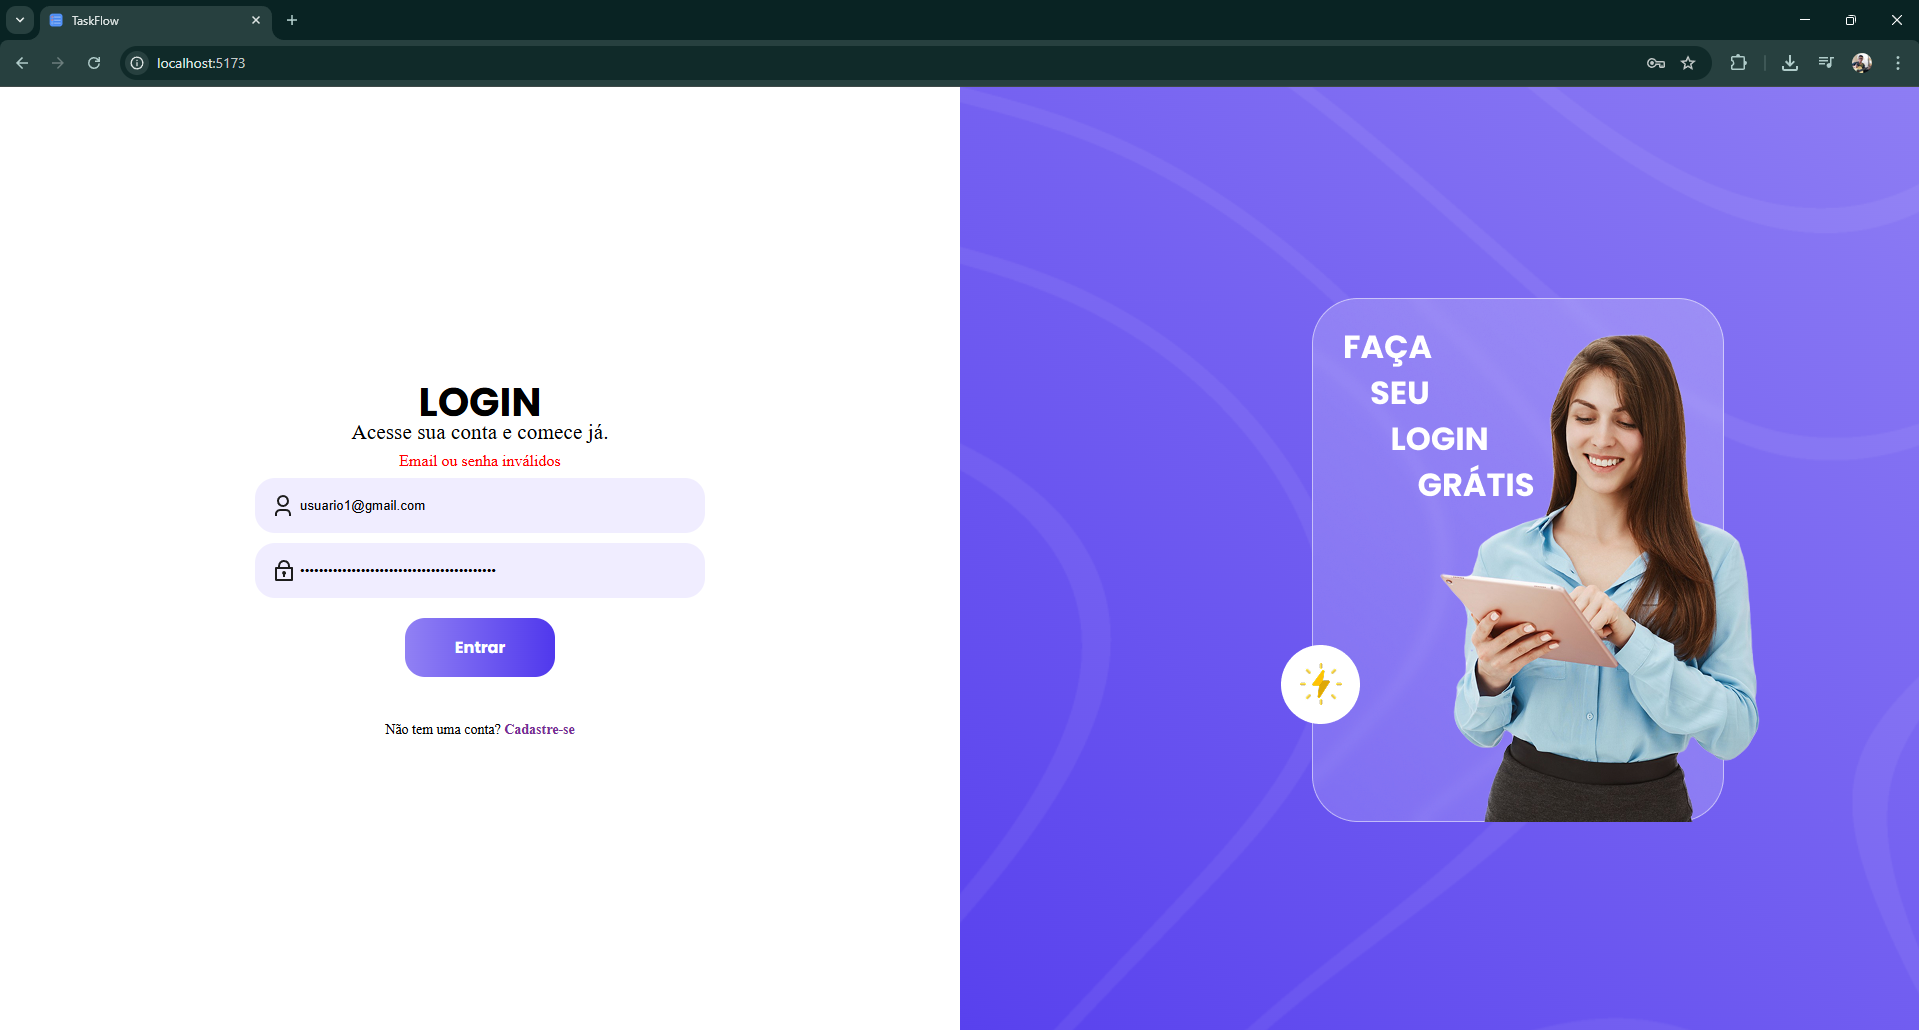 TaskFlow
localhost:5173
LOGIN
Acesse sua conta e comece já.
Email ou senha inválidos
usuario1@gmail.com
Entrar
Não tem uma conta? Cadastre-se
FAÇA
SEU
LOGIN
GRÁTIS